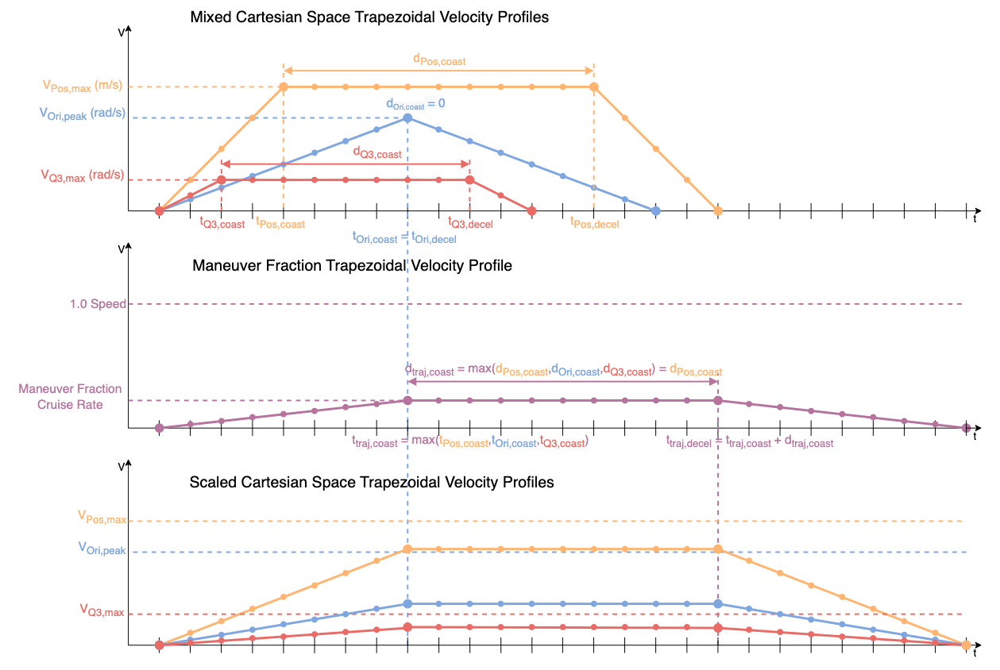 Mixed Cartesian Space Trapezoidal Velocity Profiles
V
dPos,coast
VPos,max (m/s)
dOri,coast = 0
VOri,peak (rad/s)
dQ3,coast
VQ3,max (rad/s)
t
tQ3,coast tPos,coast tQ3,decel tPos,decel
tOri,coast = tOri,decel
V
Maneuver Fraction Trapezoidal Velocity Profile
1.0 Speed
dtraj,coast = max(dPos,coast,dOri,coast,dQ3,coast) = dPos,coast
Maneuver Fraction
Cruise Rate
t
ttraj,coast = max(tPos,coast,tOri,coast,tQ3,coast) ttraj,decel = ttraj,coast + dtraj,coast
V
Scaled Cartesian Space Trapezoidal Velocity Profiles
VPos,max
VOri,peak
VQ3,max
t